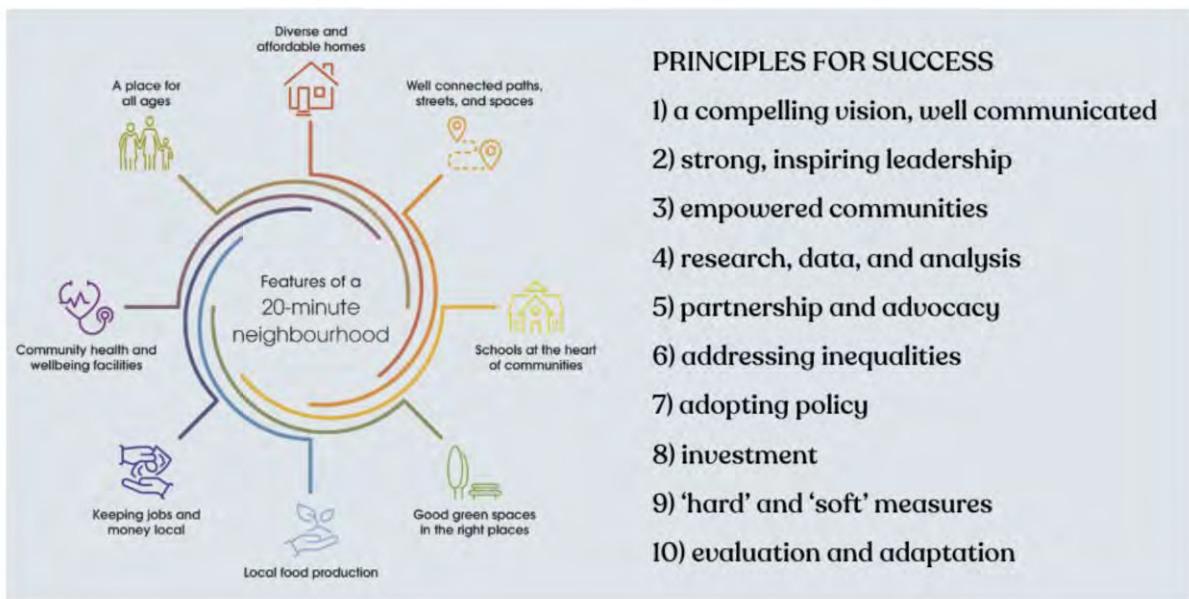 Diverse and
affordable homes
A place for
all ages
Well connected paths,
streets, and spaces
Features of a
20-minute
neighbourhood
Community health and
wellbeing facilities
Schools at the heart
of communities
Keeping jobs and
money local
Good green spaces
in the right places
Local food production
PRINCIPLES FOR SUCCESS
1) a compelling vision, well communicated
2) strong, inspiring leadership
3) empowered communities
4) research, data, and analysis
5) partnership and advocacy
6) addressing inequalities
7) adopting policy
8) investment
9) ‘hard’ and ‘soft’ measures
10) evaluation and adaptation